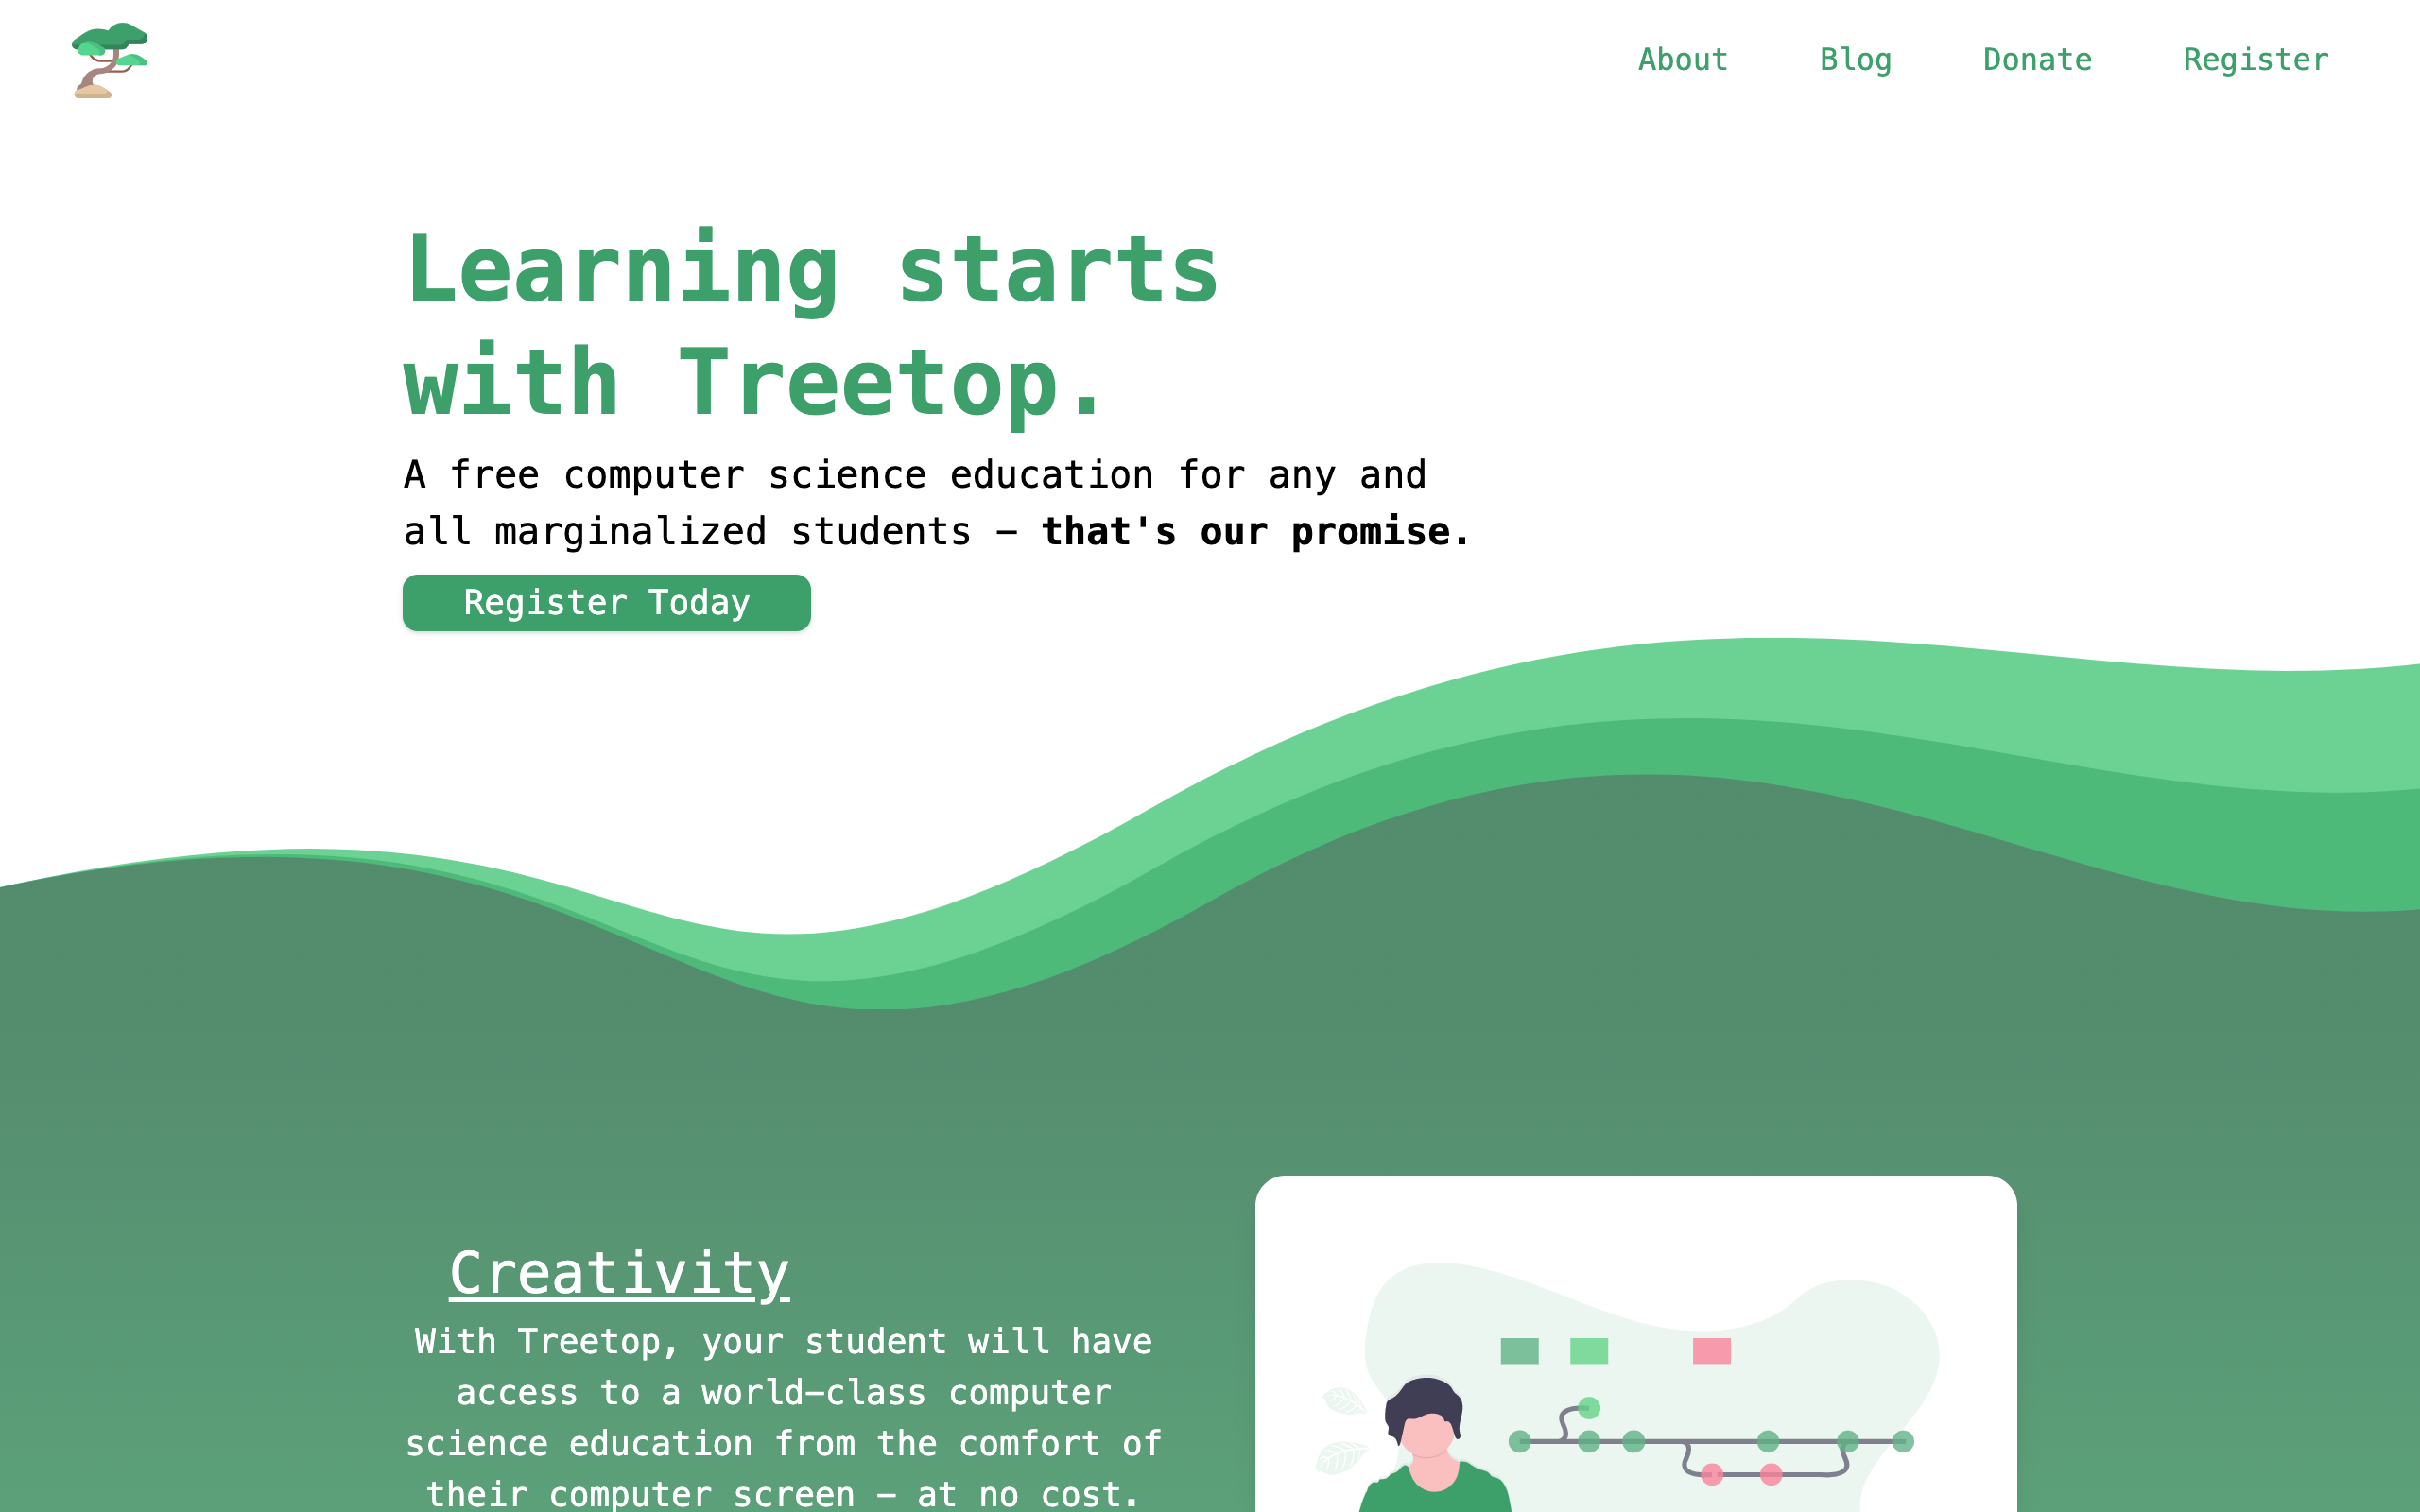 About Blog Donate Register
Learning starts
with Treetop.
A free computer science education for any and
all marginalized students – that's our promise.
Register Today
Creativity
With Treetop, your student will have
access to a world-class computer
science education from the comfort of
their computer screen - at no cost.